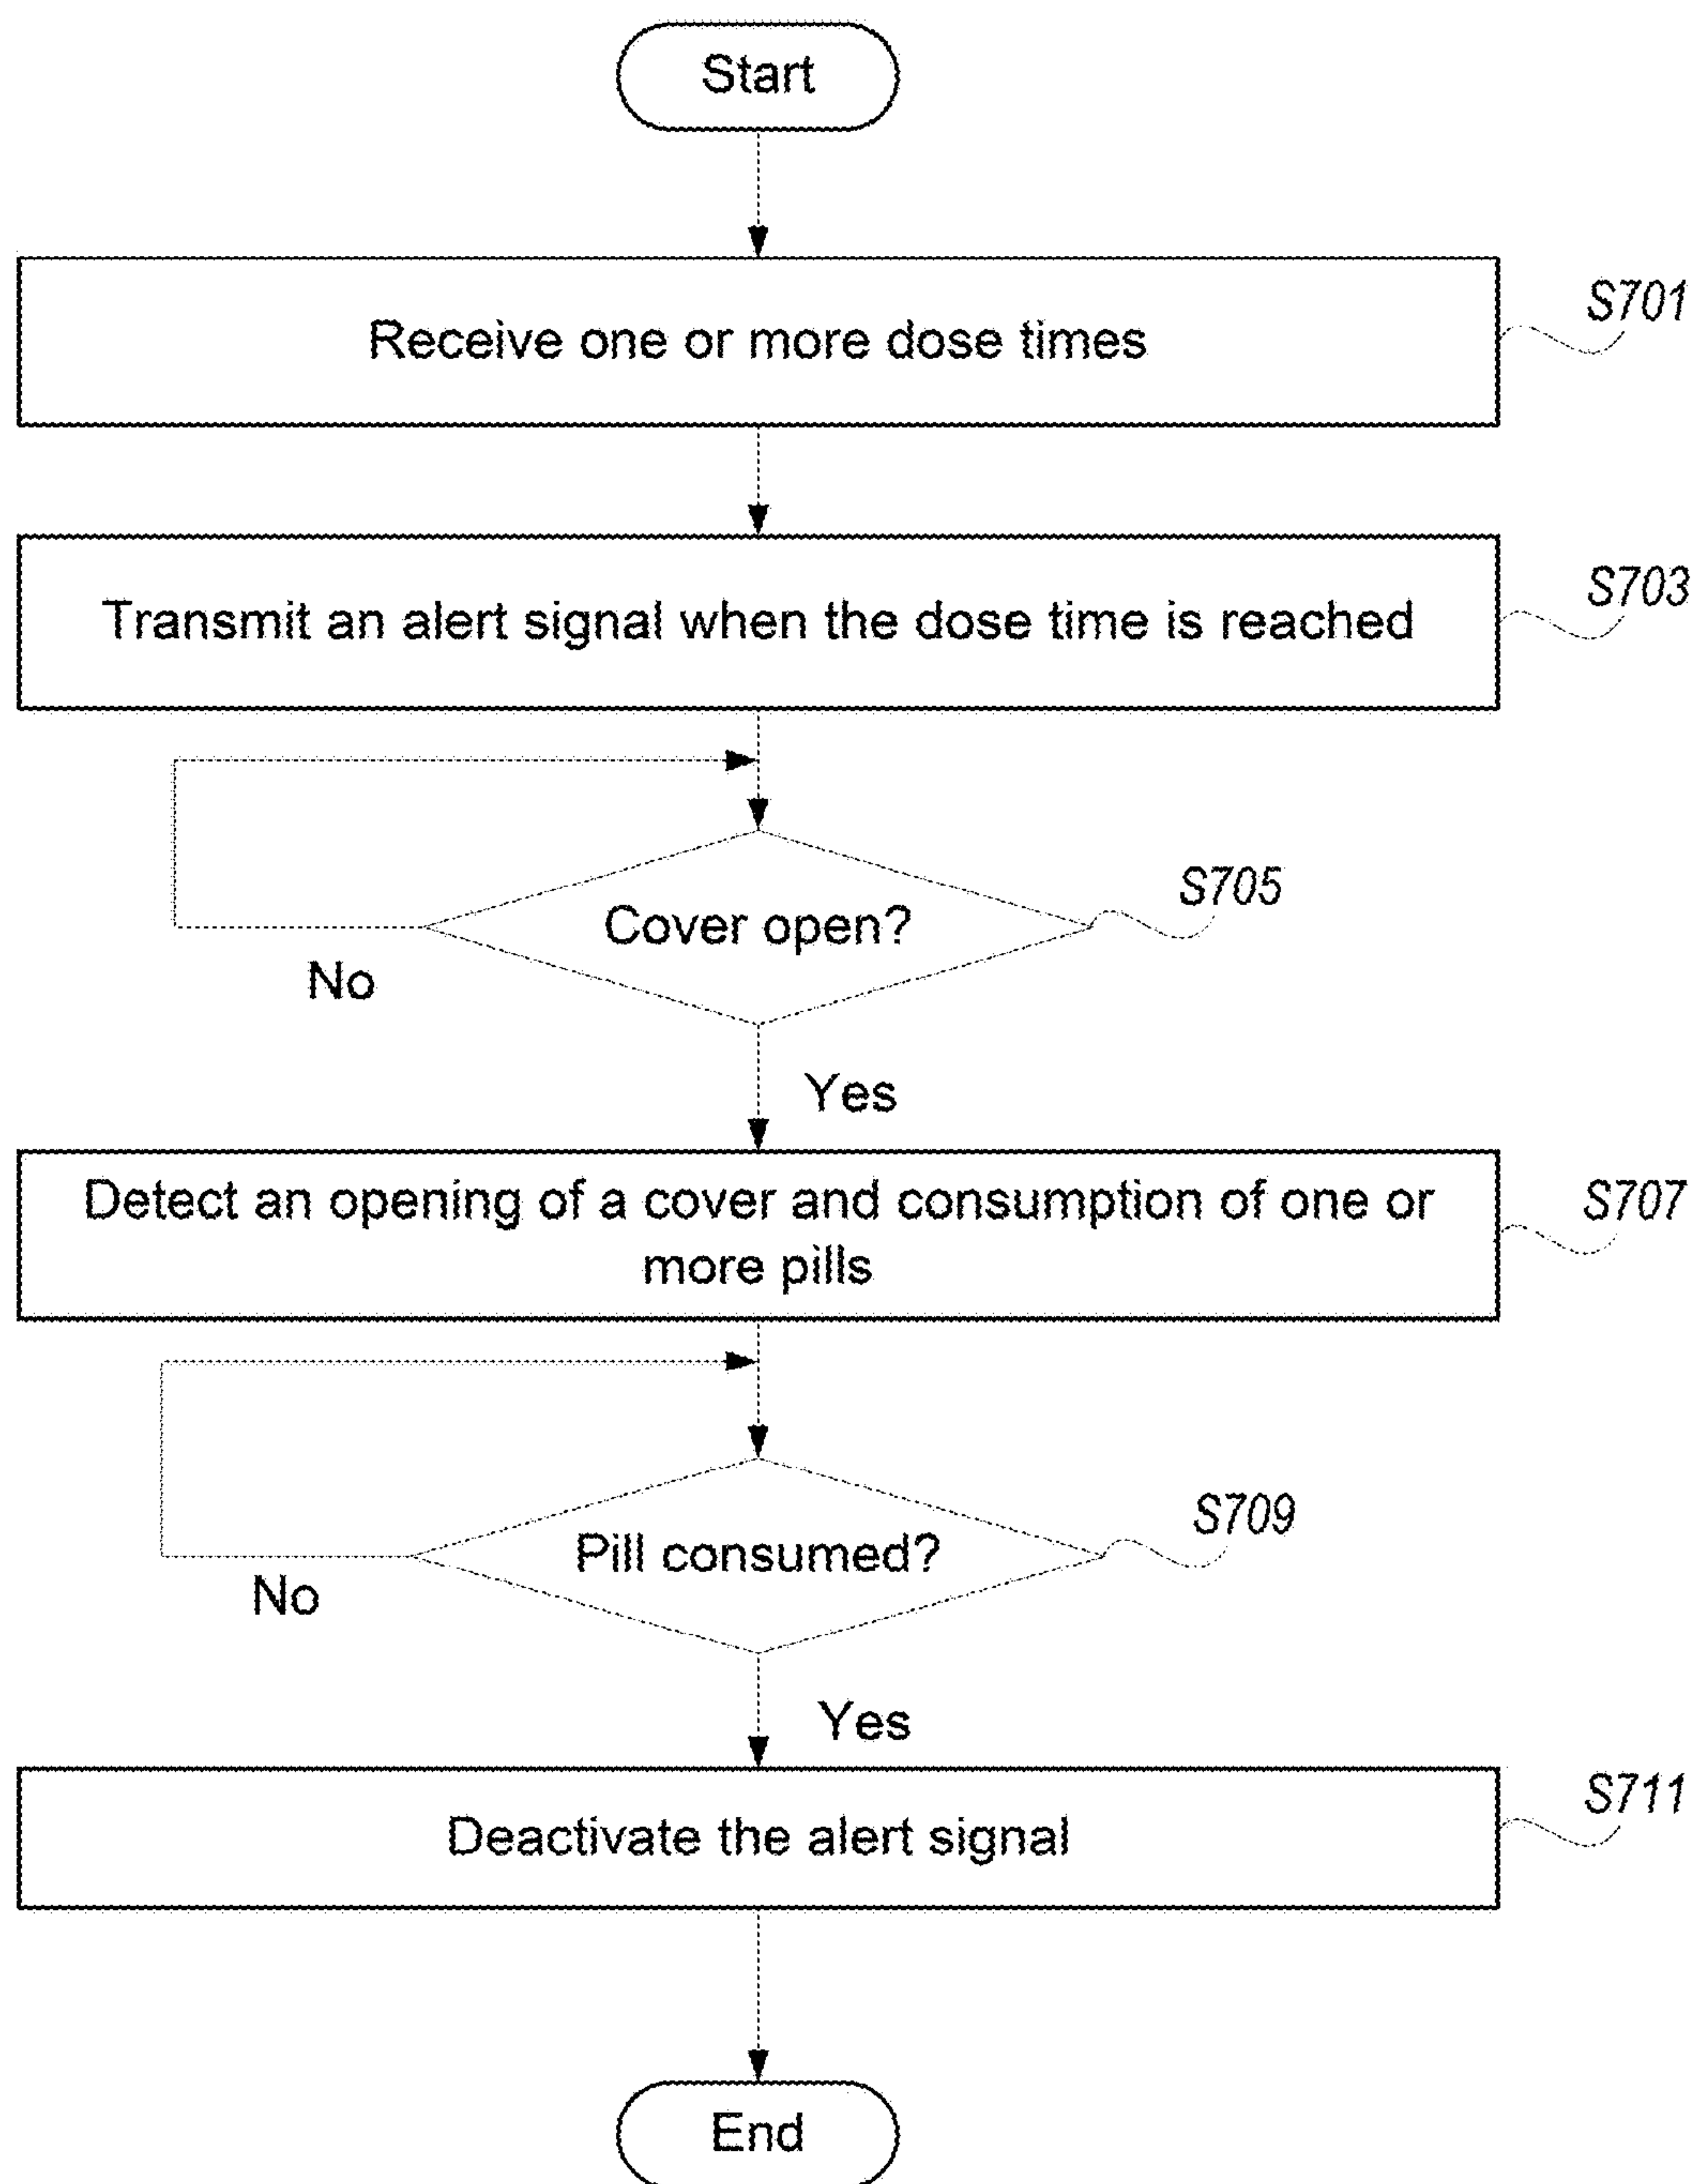 Start
Receive one or more dose times
S701
Transmit an alert signal when the dose time is reached
S703
Cover open?
S705
No
Yes
Detect an opening of a cover and consumption of one or
more pills
S707
Pill consumed?
S709
No
Yes
Deactivate the alert signal
S711
End